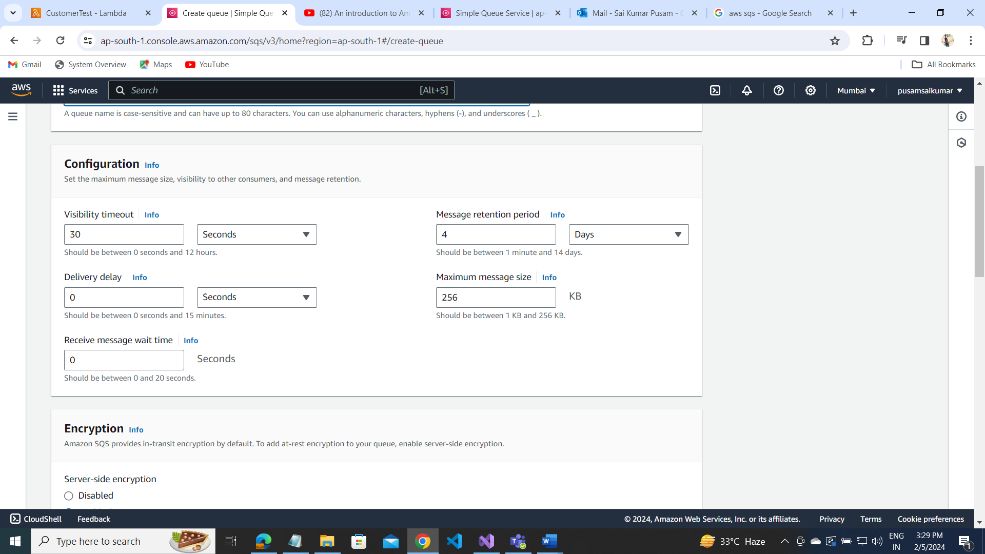 CustomerTest - Lambda
Create queue | Simple Que
(82) An introduction to Am
Simple Queue Service | ap-
Mail - Sai Kumar Pusam - O
aws sqs - Google Search
ap-south-1.console.aws.amazon.com/sqs/v3/home?region=ap-south-1#/create-queue
Gmail
System Overview
Maps
YouTube
All Bookmarks
aws
Services
Search
[Alt+S]
Mumbai
pusamsaikumar
A queue name is case-sensitive and can have up to 80 characters. You can use alphanumeric characters, hyphens (-), and underscores ( _ ).
Configuration Info
Set the maximum message size, visibility to other consumers, and message retention.
Visibility timeout Info
30 Seconds
Should be between 0 seconds and 12 hours.
Message retention period Info
4 Days
Should be between 1 minute and 14 days.
Delivery delay Info
0 Seconds
Should be between 0 seconds and 15 minutes.
Maximum message size Info
256 KB
Should be between 1 KB and 256 KB.
Receive message wait time Info
0 Seconds
Should be between 0 and 20 seconds.
Encryption Info
Amazon SQS provides in-transit encryption by default. To add at-rest encryption to your queue, enable server-side encryption.
Server-side encryption
Disabled
CloudShell
Feedback
© 2024, Amazon Web Services, Inc. or its affiliates.
Privacy
Terms
Cookie preferences
Type here to search
33°C Haze
ENG
IN
3:29 PM
2/5/2024
1